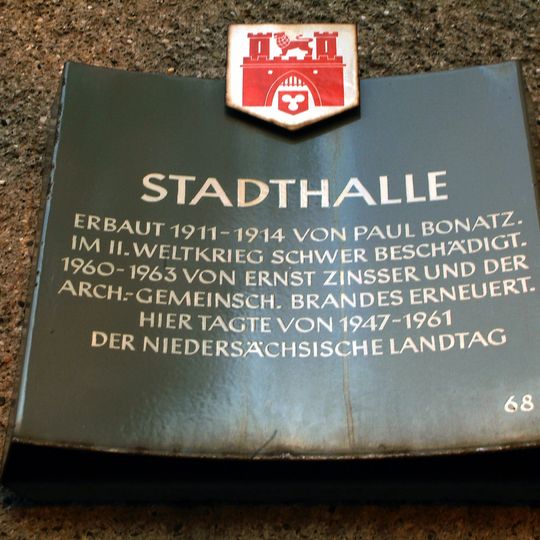 STADTHALLE
ERBAUT 1911-1914 VON PAUL BONATZ.
IM II. WELTKRIEG SCHWER BESCHÄDIGT.
1960-1963 VON ERNST ZINSSER UND DER
ARCH.-GEMEINSCH. BRANDES ERNEUERT.
HIER TAGTE VON 1947-1961
DER NIEDERSÄCHSISCHE LANDTAG
68